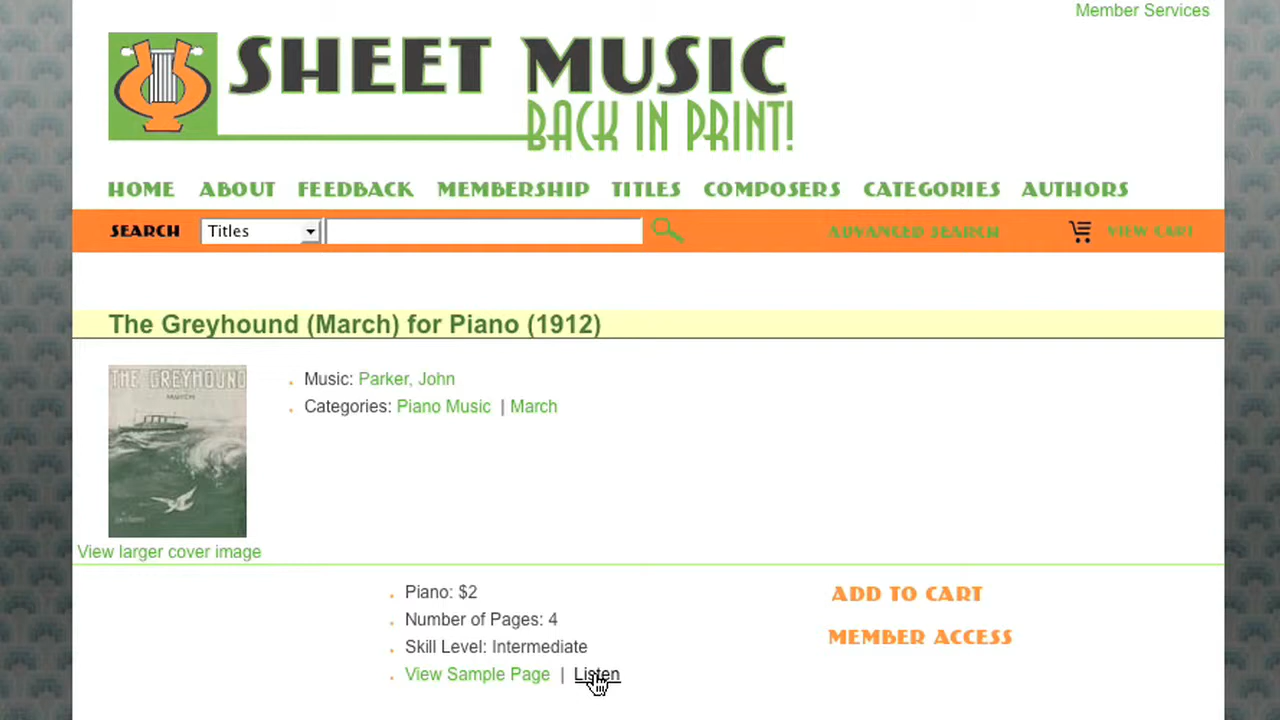 Member Services
SHEET MUSIC
BACK IN PRINT!
HOME ABOUT FEEDBACK MEMBERSHIP TITLES COMPOSERS CATEGORIES AUTHORS
SEARCH Titles ADVANCED SEARCH VIEW CART
The Greyhound (March) for Piano (1912)
THE GREYHOUND
MARCH
Music: Parker, John
Categories: Piano Music | March
View larger cover image
Piano: $2
ADD TO CART
Number of Pages: 4
MEMBER ACCESS
Skill Level: Intermediate
View Sample Page | Listen